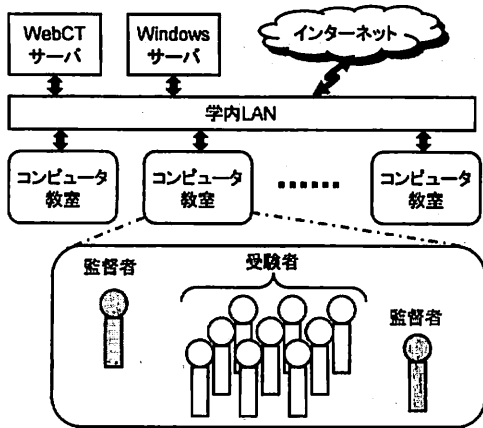 WebCT
サーバ
Windows
サーバ
インターネット
学内LAN
コンピュータ
教室
コンピュータ
教室
......
コンピュータ
教室
監督者
受験者
監督者